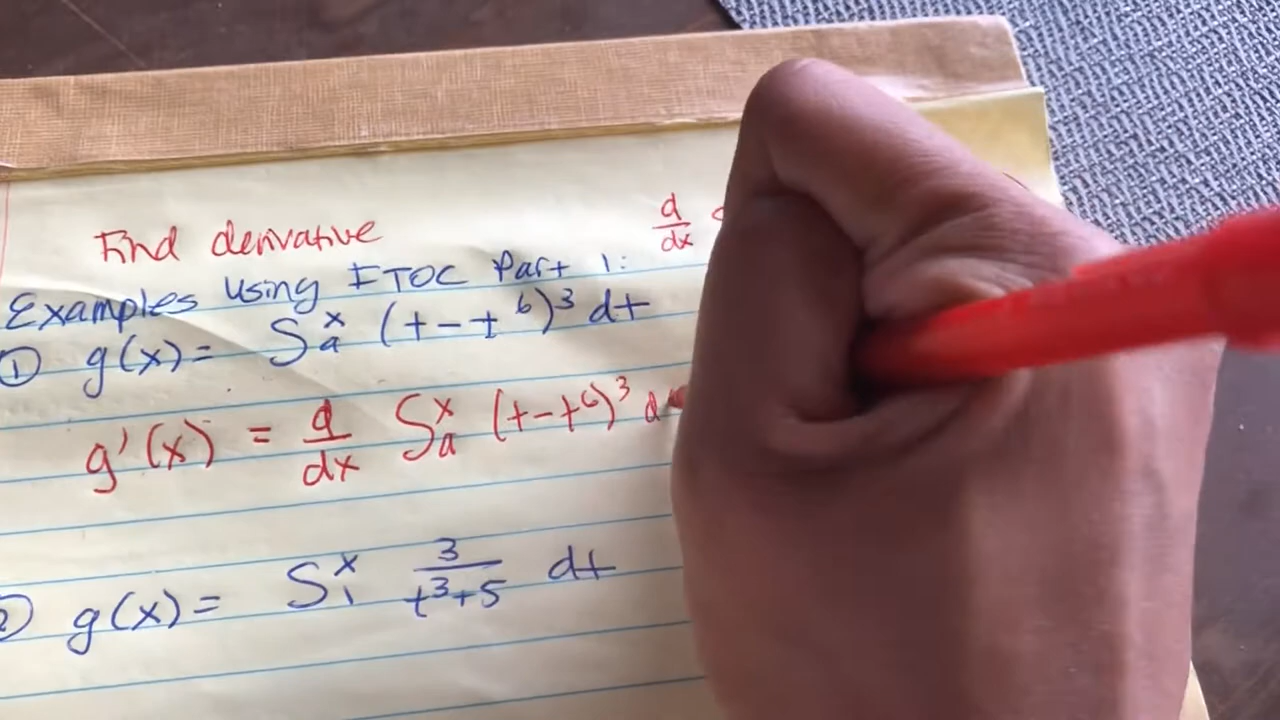 Find derivative
d/dx
Examples using FTOC Part 1:
① g(x) = ∫ₐˣ (t-t⁶)³ dt
g'(x) = d/dx ∫ₐˣ (t-t⁶)³ d
② g(x) = ∫₁ˣ 3/(t³+5) dt